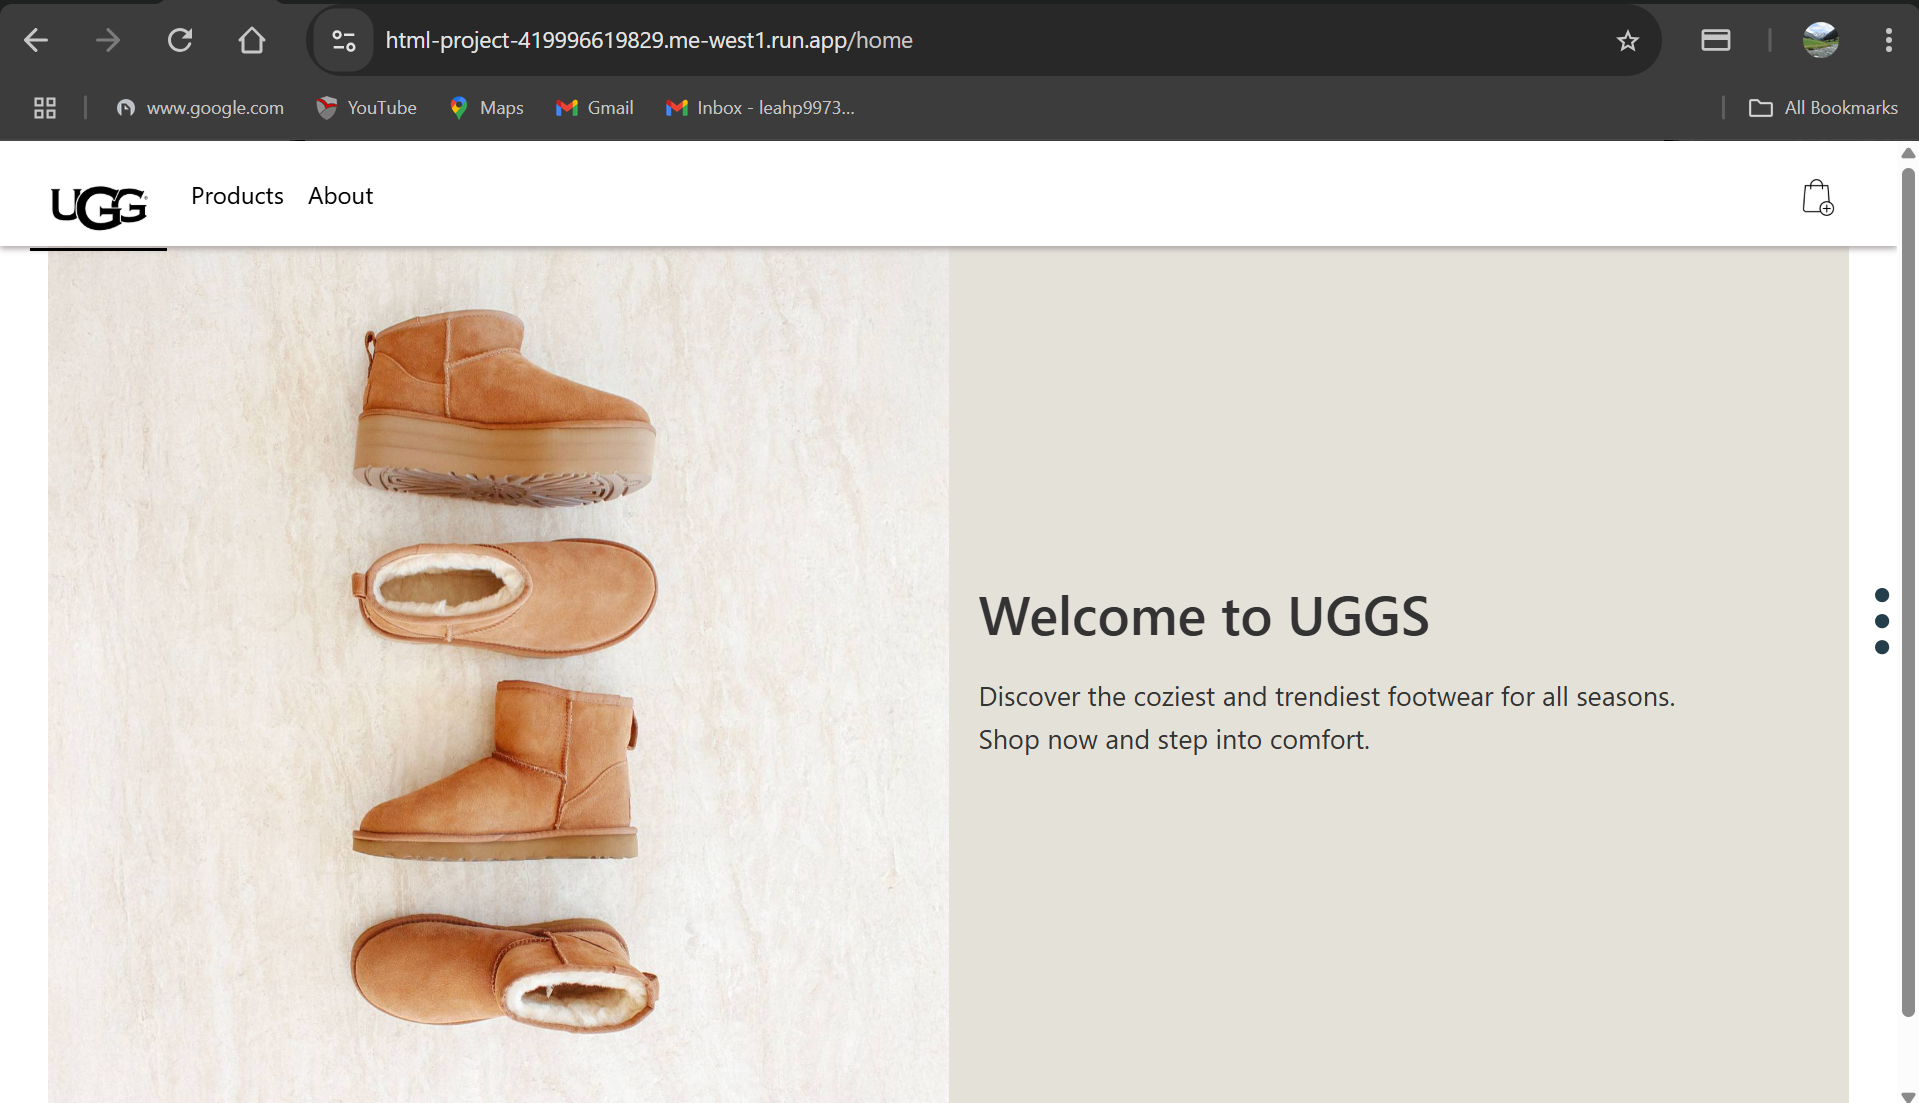 html-project-419996619829.me-west1.run.app/home
www.google.com YouTube Maps Gmail Inbox - leahp9973... All Bookmarks
UGG Products About
Welcome to UGGS
Discover the coziest and trendiest footwear for all seasons.
Shop now and step into comfort.